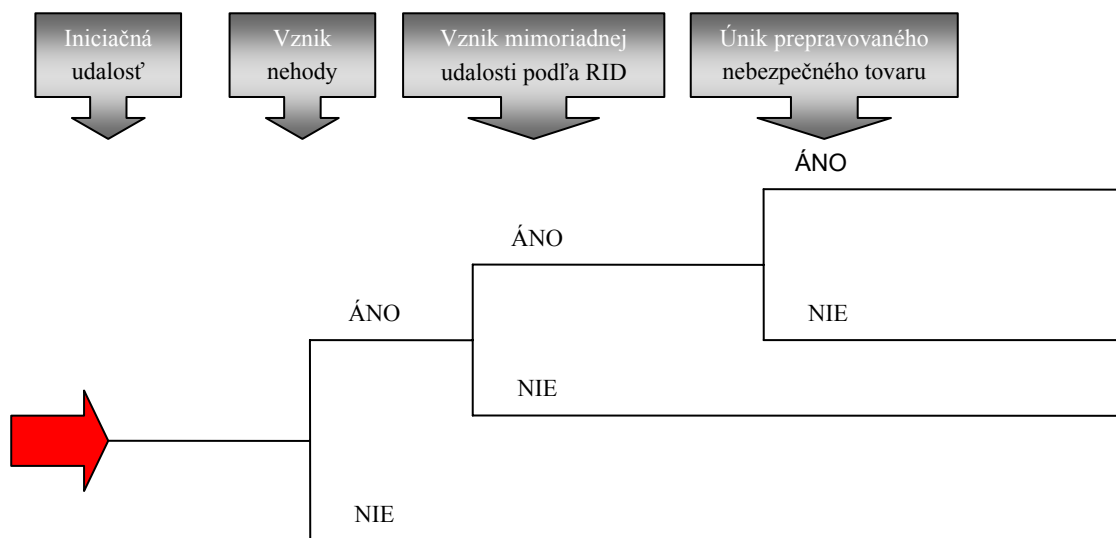 Iniciačná
udalosť
Vznik
nehody
Vznik mimoriadnej
udalosti podľa RID
Únik prepravovaného
nebezpečného tovaru
ÁNO
ÁNO
ÁNO
NIE
NIE
NIE